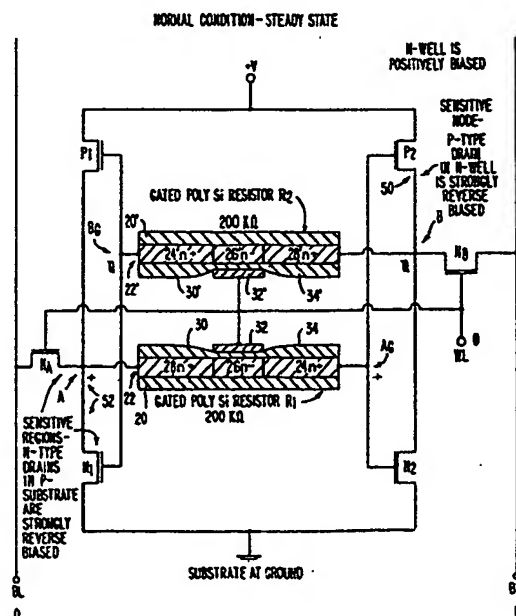 NORMAL CONDITION-STEADY STATE
N-WELL IS
POSITIVELY BIASED
+V
SENSITIVE
NODE-
P-TYPE
DRAIN
IN N-WELL
IS STRONGLY
REVERSE
BIASED
P1
P2
50
GATED POLY Si RESISTOR R2
200 KΩ
BG
20'
B
24'n+
26'n-
28'n+
NB
22'
30'
32'
34'
30
32
34
AG
0
WL
NA
28n+
26n-
24n+
+
A
+
52
22
20
GATED POLY Si RESISTOR R1
200 KΩ
SENSITIVE
REGIONS-
N-TYPE
DRAINS
IN P-
SUBSTRATE
ARE
STRONGLY
REVERSE
BIASED
N1
N2
SUBSTRATE AT GROUND
BL
0